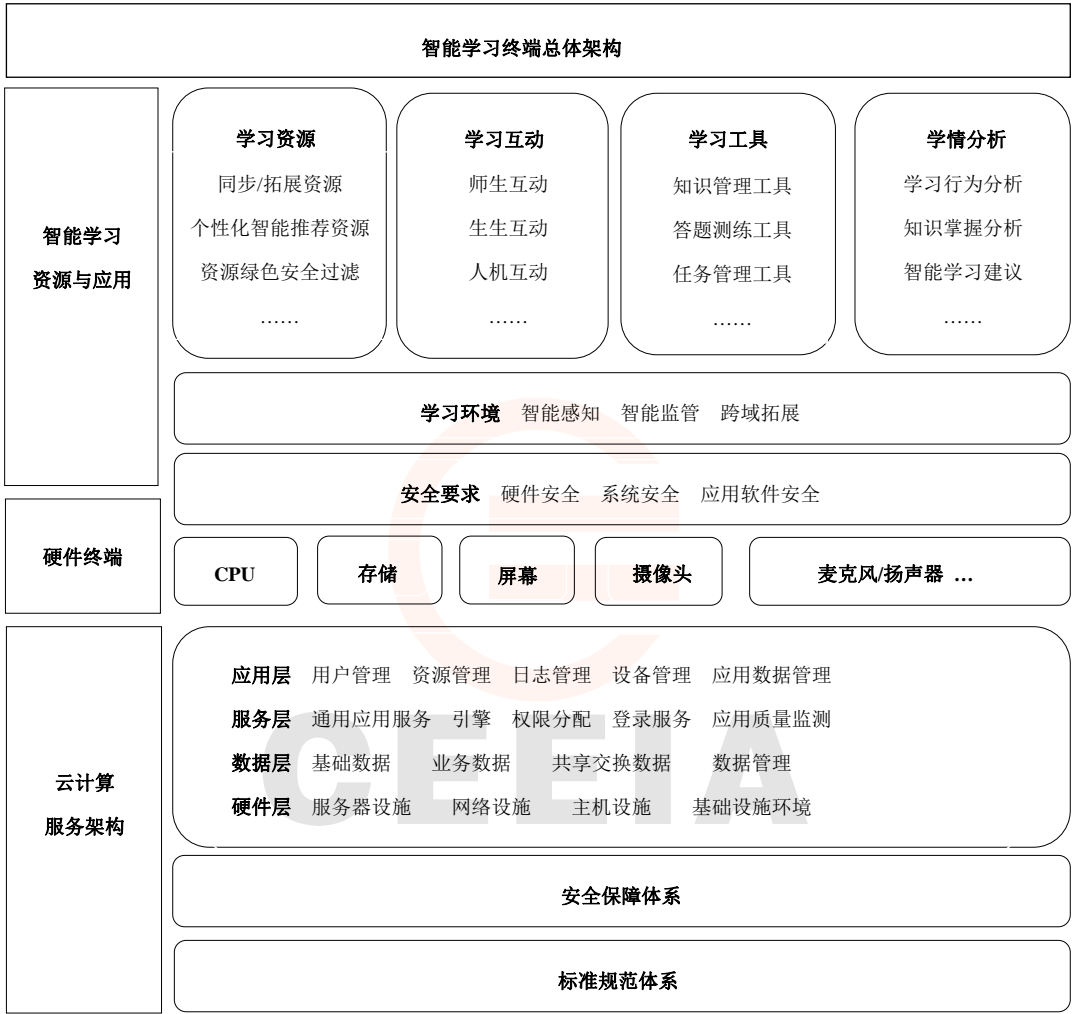 智能学习终端总体架构
智能学习
资源与应用
学习资源
同步/拓展资源
个性化智能推荐资源
资源绿色安全过滤
……
学习互动
师生互动
生生互动
人机互动
……
学习工具
知识管理工具
答题测练工具
任务管理工具
……
学情分析
学习行为分析
知识掌握分析
智能学习建议
……
学习环境 智能感知 智能监管 跨域拓展
安全要求 硬件安全 系统安全 应用软件安全
硬件终端
CPU
存储
屏幕
摄像头
麦克风/扬声器 …
云计算
服务架构
应用层 用户管理 资源管理 日志管理 设备管理 应用数据管理
服务层 通用应用服务 引擎 权限分配 登录服务 应用质量监测
数据层 基础数据 业务数据 共享交换数据 数据管理
硬件层 服务器设施 网络设施 主机设施 基础设施环境
CEEIA
安全保障体系
标准规范体系